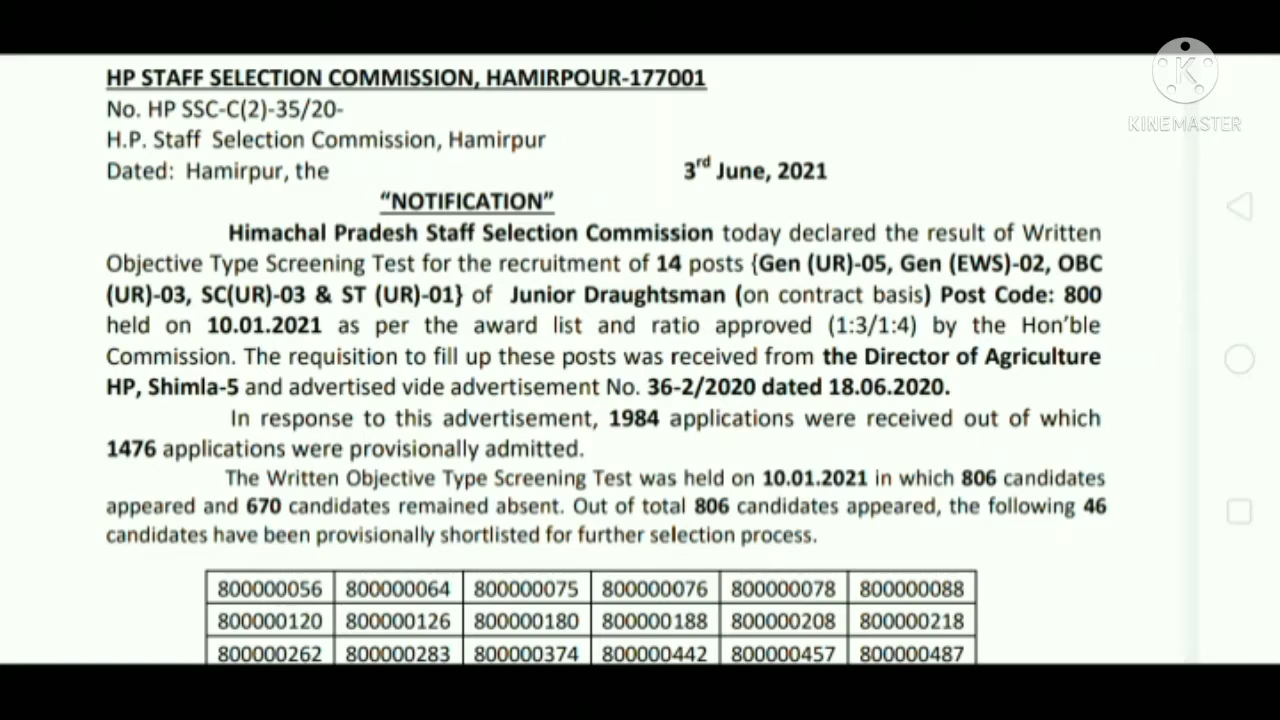 HP STAFF SELECTION COMMISSION, HAMIRPOUR-177001
No. HP SSC-C(2)-35/20-
H.P. Staff Selection Commission, Hamirpur
Dated: Hamirpur, the 3rd June, 2021
“NOTIFICATION”
Himachal Pradesh Staff Selection Commission today declared the result of Written
Objective Type Screening Test for the recruitment of 14 posts {Gen (UR)-05, Gen (EWS)-02, OBC
(UR)-03, SC(UR)-03 & ST (UR)-01} of Junior Draughtsman (on contract basis) Post Code: 800
held on 10.01.2021 as per the award list and ratio approved (1:3/1:4) by the Hon’ble
Commission. The requisition to fill up these posts was received from the Director of Agriculture
HP, Shimla-5 and advertised vide advertisement No. 36-2/2020 dated 18.06.2020.
In response to this advertisement, 1984 applications were received out of which
1476 applications were provisionally admitted.
The Written Objective Type Screening Test was held on 10.01.2021 in which 806 candidates
appeared and 670 candidates remained absent. Out of total 806 candidates appeared, the following 46
candidates have been provisionally shortlisted for further selection process.
800000056 800000064 800000075 800000076 800000078 800000088
800000120 800000126 800000180 800000188 800000208 800000218
800000262 800000283 800000374 800000442 800000457 800000487
K
KINEMASTER